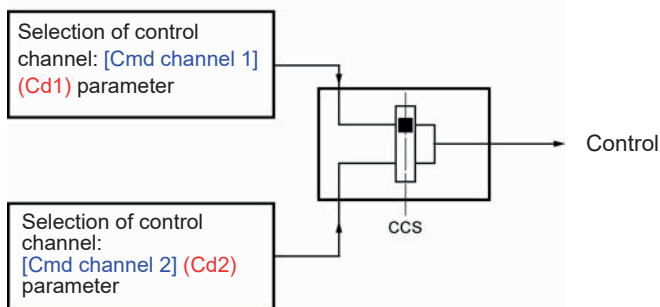 Selection of control
channel: [Cmd channel 1]
(Cd1) parameter
Control
Selection of control
channel:
[Cmd channel 2] (Cd2)
parameter
CCS